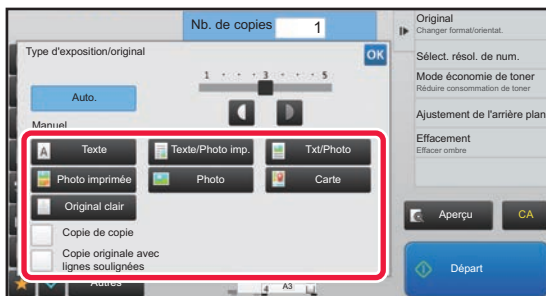 Nb. de copies 1
Type d'exposition/original
OK
1 · · · 3 · · · 5
Auto.
Manuel
A Texte
Texte/Photo imp.
Txt/Photo
Photo imprimée
Photo
Carte
Original clair
Copie de copie
Copie originale avec
lignes soulignées
Autres
4 A3
Original
Changer format/orientat.
Sélect. résol. de num.
Mode économie de toner
Réduire consommation de toner
Ajustement de l'arrière plan
Effacement
Effacer ombre
Aperçu
CA
Départ